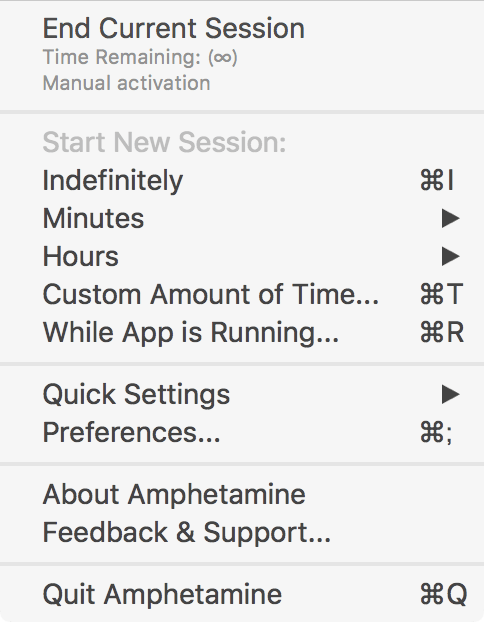 End Current Session
Time Remaining: (∞)
Manual activation
Start New Session:
Indefinitely ⌘I
Minutes ▶
Hours ▶
Custom Amount of Time... ⌘T
While App is Running... ⌘R
Quick Settings ▶
Preferences... ⌘;
About Amphetamine
Feedback & Support...
Quit Amphetamine ⌘Q